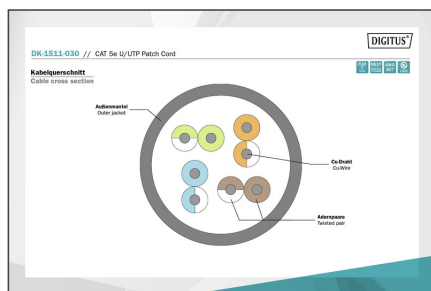 DIGITUS®
DK-1511-030 // CAT 5e U/UTP Patch Cord
Kabelquerschnitt
Cable cross section
Außenmantel
Outer jacket
Cu-Draht
Cu-Wire
Adernpaare
Twisted pair